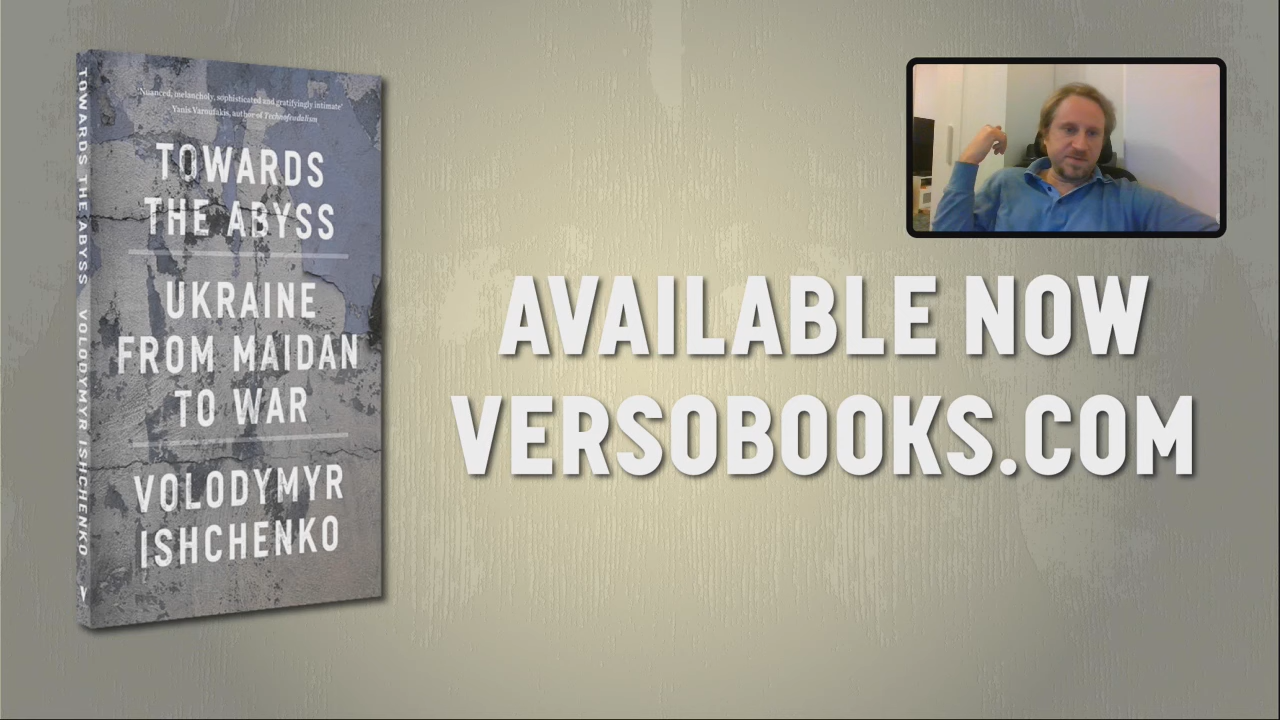 'Nuanced, melancholy, sophisticated and gratifyingly intimate'
Yanis Varoufakis, author of Technofeudalism
TOWARDS
THE ABYSS
UKRAINE
FROM MAIDAN
TO WAR
VOLODYMYR
ISHCHENKO
TOWARDS THE ABYSS VOLODYMYR ISHCHENKO
AVAILABLE NOW
VERSOBOOKS.COM